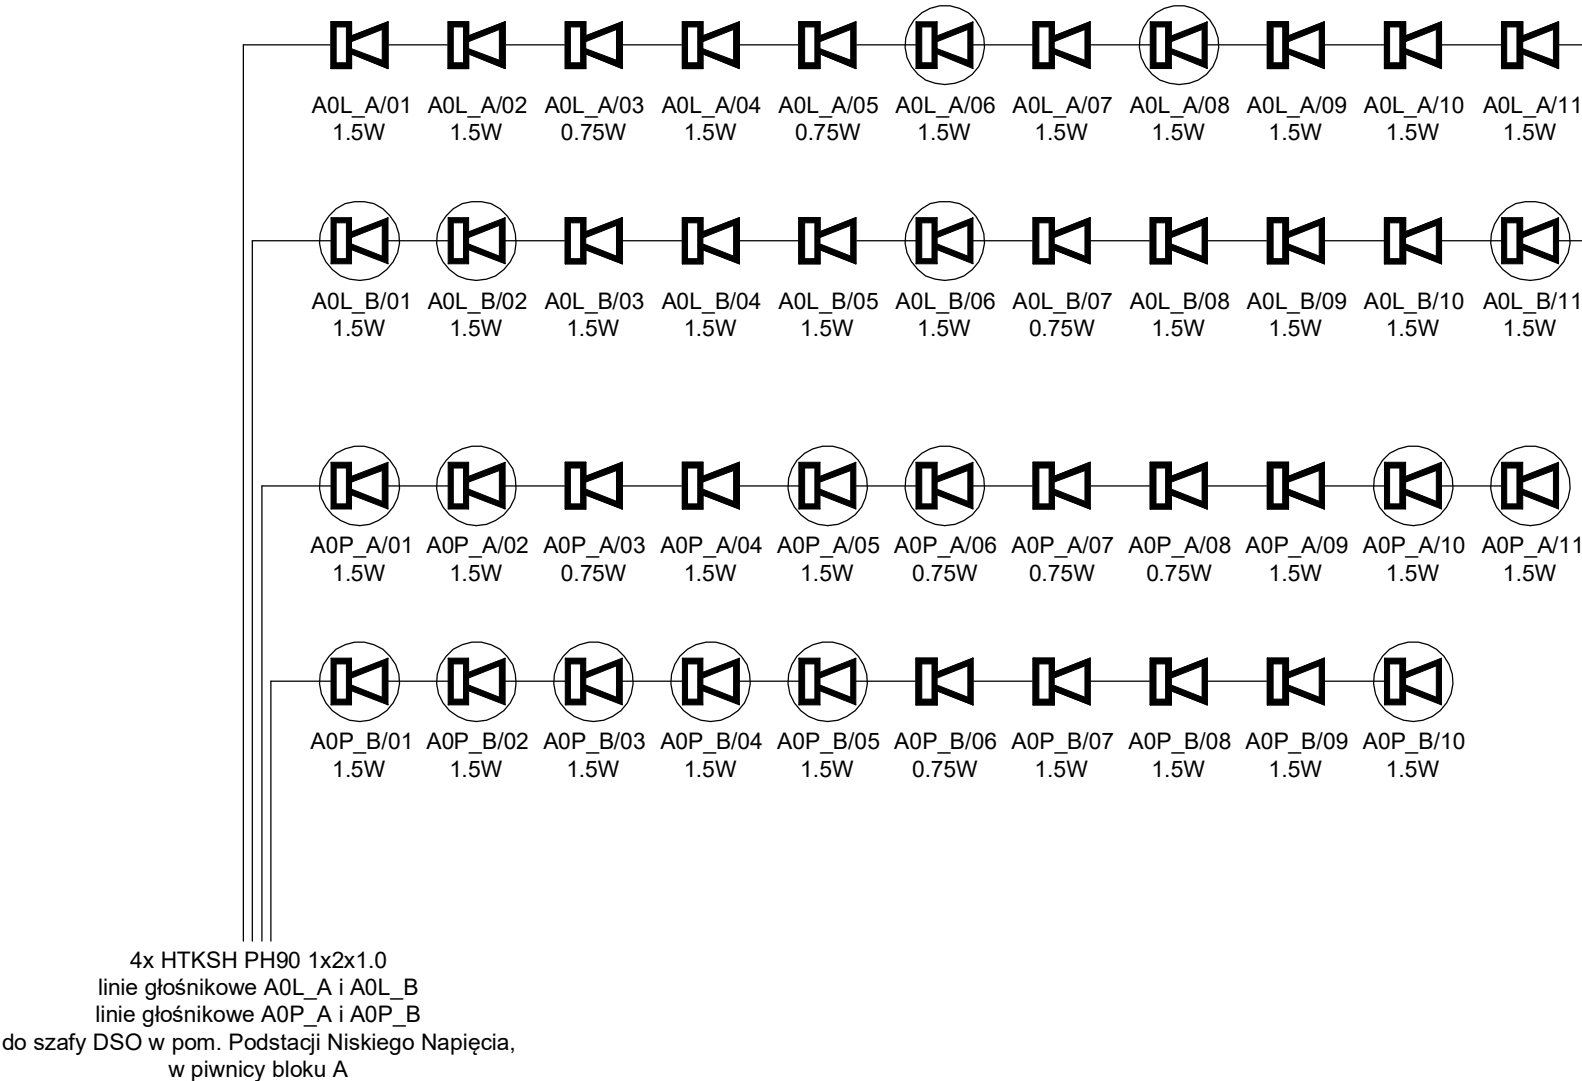 A0L_A/01 A0L_A/02 A0L_A/03 A0L_A/04 A0L_A/05 A0L_A/06 A0L_A/07 A0L_A/08 A0L_A/09 A0L_A/10 A0L_A/11
1.5W 1.5W 0.75W 1.5W 0.75W 1.5W 1.5W 1.5W 1.5W 1.5W 1.5W
A0L_B/01 A0L_B/02 A0L_B/03 A0L_B/04 A0L_B/05 A0L_B/06 A0L_B/07 A0L_B/08 A0L_B/09 A0L_B/10 A0L_B/11
1.5W 1.5W 1.5W 1.5W 1.5W 1.5W 0.75W 1.5W 1.5W 1.5W 1.5W
A0P_A/01 A0P_A/02 A0P_A/03 A0P_A/04 A0P_A/05 A0P_A/06 A0P_A/07 A0P_A/08 A0P_A/09 A0P_A/10 A0P_A/11
1.5W 1.5W 0.75W 1.5W 1.5W 0.75W 0.75W 0.75W 1.5W 1.5W 1.5W
A0P_B/01 A0P_B/02 A0P_B/03 A0P_B/04 A0P_B/05 A0P_B/06 A0P_B/07 A0P_B/08 A0P_B/09 A0P_B/10
1.5W 1.5W 1.5W 1.5W 1.5W 0.75W 1.5W 1.5W 1.5W 1.5W
4x HTKSH PH90 1x2x1.0
linie głośnikowe A0L_A i A0L_B
linie głośnikowe A0P_A i A0P_B
do szafy DSO w pom. Podstacji Niskiego Napięcia,
w piwnicy bloku A